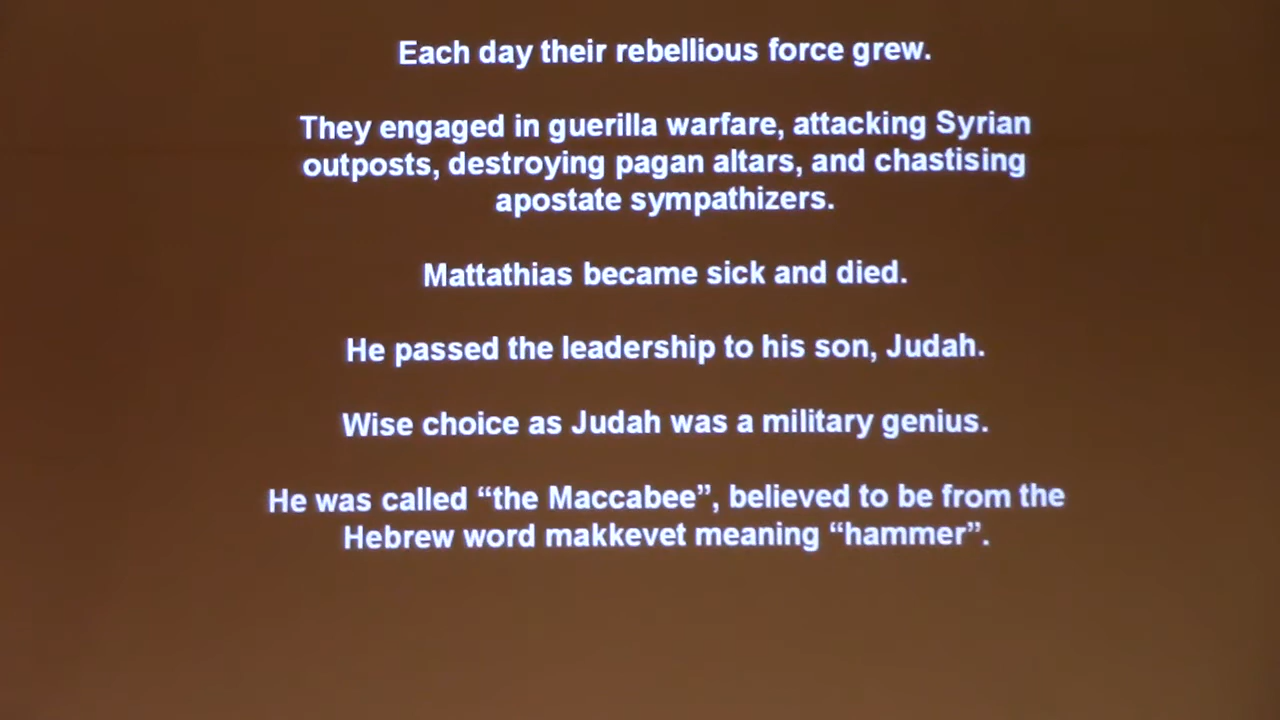 Each day their rebellious force grew.
They engaged in guerilla warfare, attacking Syrian
outposts, destroying pagan altars, and chastising
apostate sympathizers.
Mattathias became sick and died.
He passed the leadership to his son, Judah.
Wise choice as Judah was a military genius.
He was called “the Maccabee”, believed to be from the
Hebrew word makkevet meaning “hammer”.